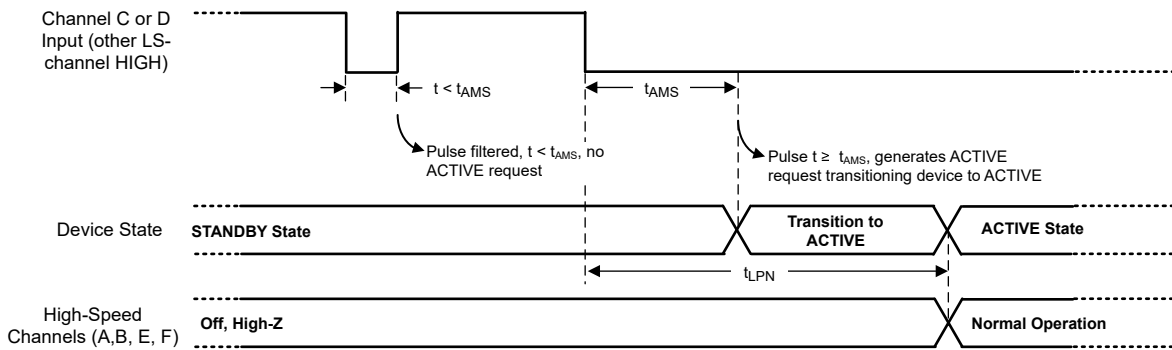 Channel C or D
Input (other LS-
channel HIGH)
t < tAMS
tAMS
Pulse filtered, t < tAMS, no
ACTIVE request
Pulse t ≥ tAMS, generates ACTIVE
request transitioning device to ACTIVE
Device State
STANDBY State
Transition to
ACTIVE
ACTIVE State
tLPN
High-Speed
Channels (A,B, E, F)
Off, High-Z
Normal Operation